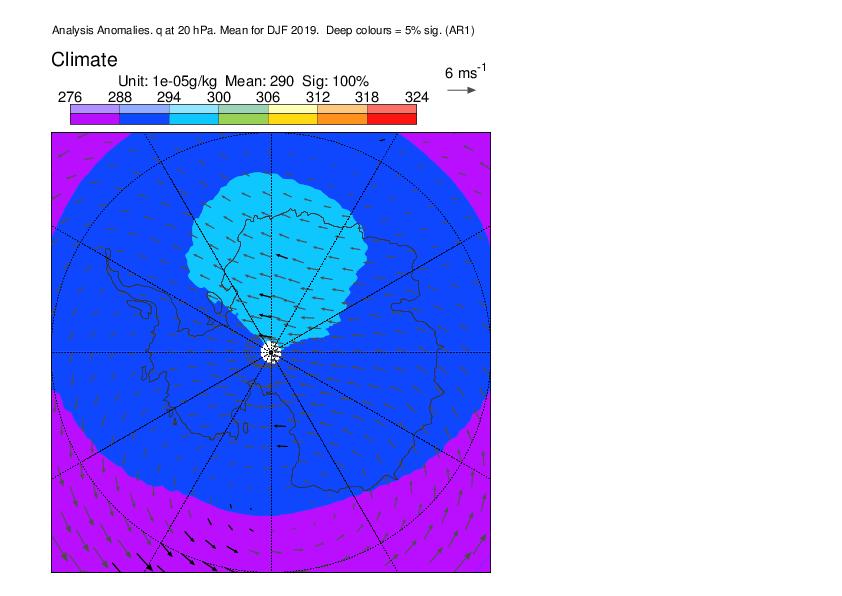 Analysis Anomalies. q at 20 hPa. Mean for DJF 2019.  Deep colours = 5% sig. (AR1)
Climate
6 ms-1
Unit: 1e-05g/kg  Mean: 290  Sig: 100%
276 288 294 300 306 312 318 324